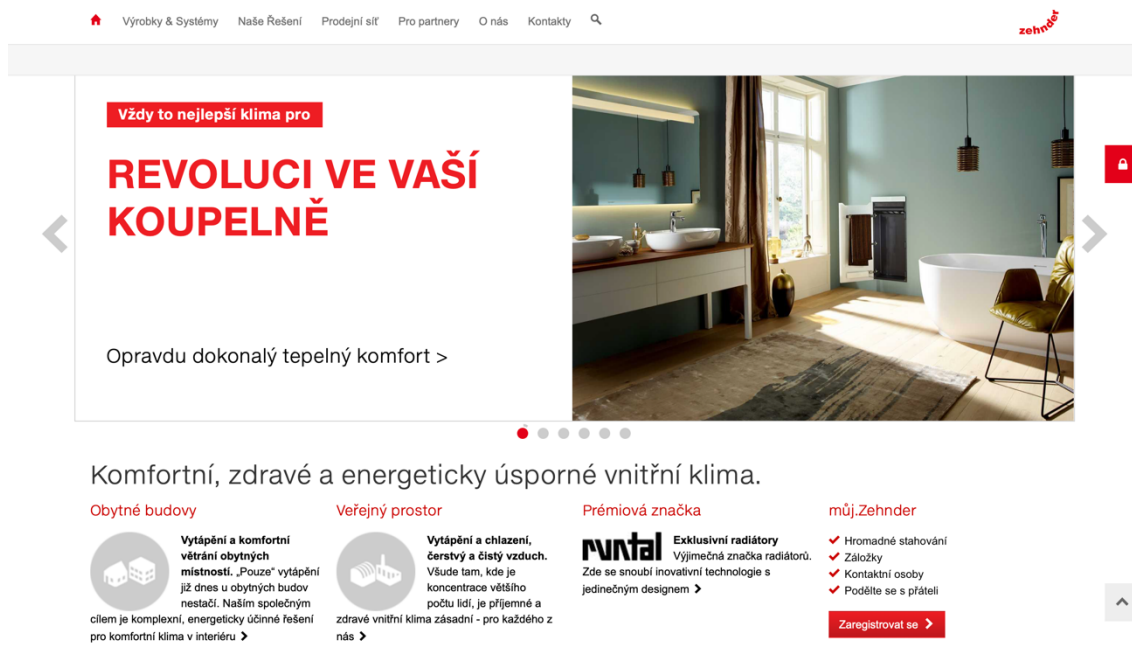 Výrobky & Systémy Naše Řešení Prodejní síť Pro partnery O nás Kontakty
zehnder
Vždy to nejlepší klima pro
REVOLUCI VE VAŠÍ
KOUPELNĚ
Opravdu dokonalý tepelný komfort >
Komfortní, zdravé a energeticky úsporné vnitřní klima.
Obytné budovy
Vytápění a komfortní
větrání obytných
místností. „Pouze“ vytápění
již dnes u obytných budov
nestačí. Naším společným
cílem je komplexní, energeticky účinné řešení
pro komfortní klima v interiéru
Veřejný prostor
Vytápění a chlazení,
čerstvý a čistý vzduch.
Všude tam, kde je
koncentrace většího
počtu lidí, je příjemné a
zdravé vnitřní klima zásadní - pro každého z
nás
Prémiová značka
runtal
Exklusivní radiátory
Výjimečná značka radiátorů.
Zde se snoubí inovativní technologie s
jedinečným designem
můj.Zehnder
Hromadné stahování
Záložky
Kontaktní osoby
Podělte se s přáteli
Zaregistrovat se